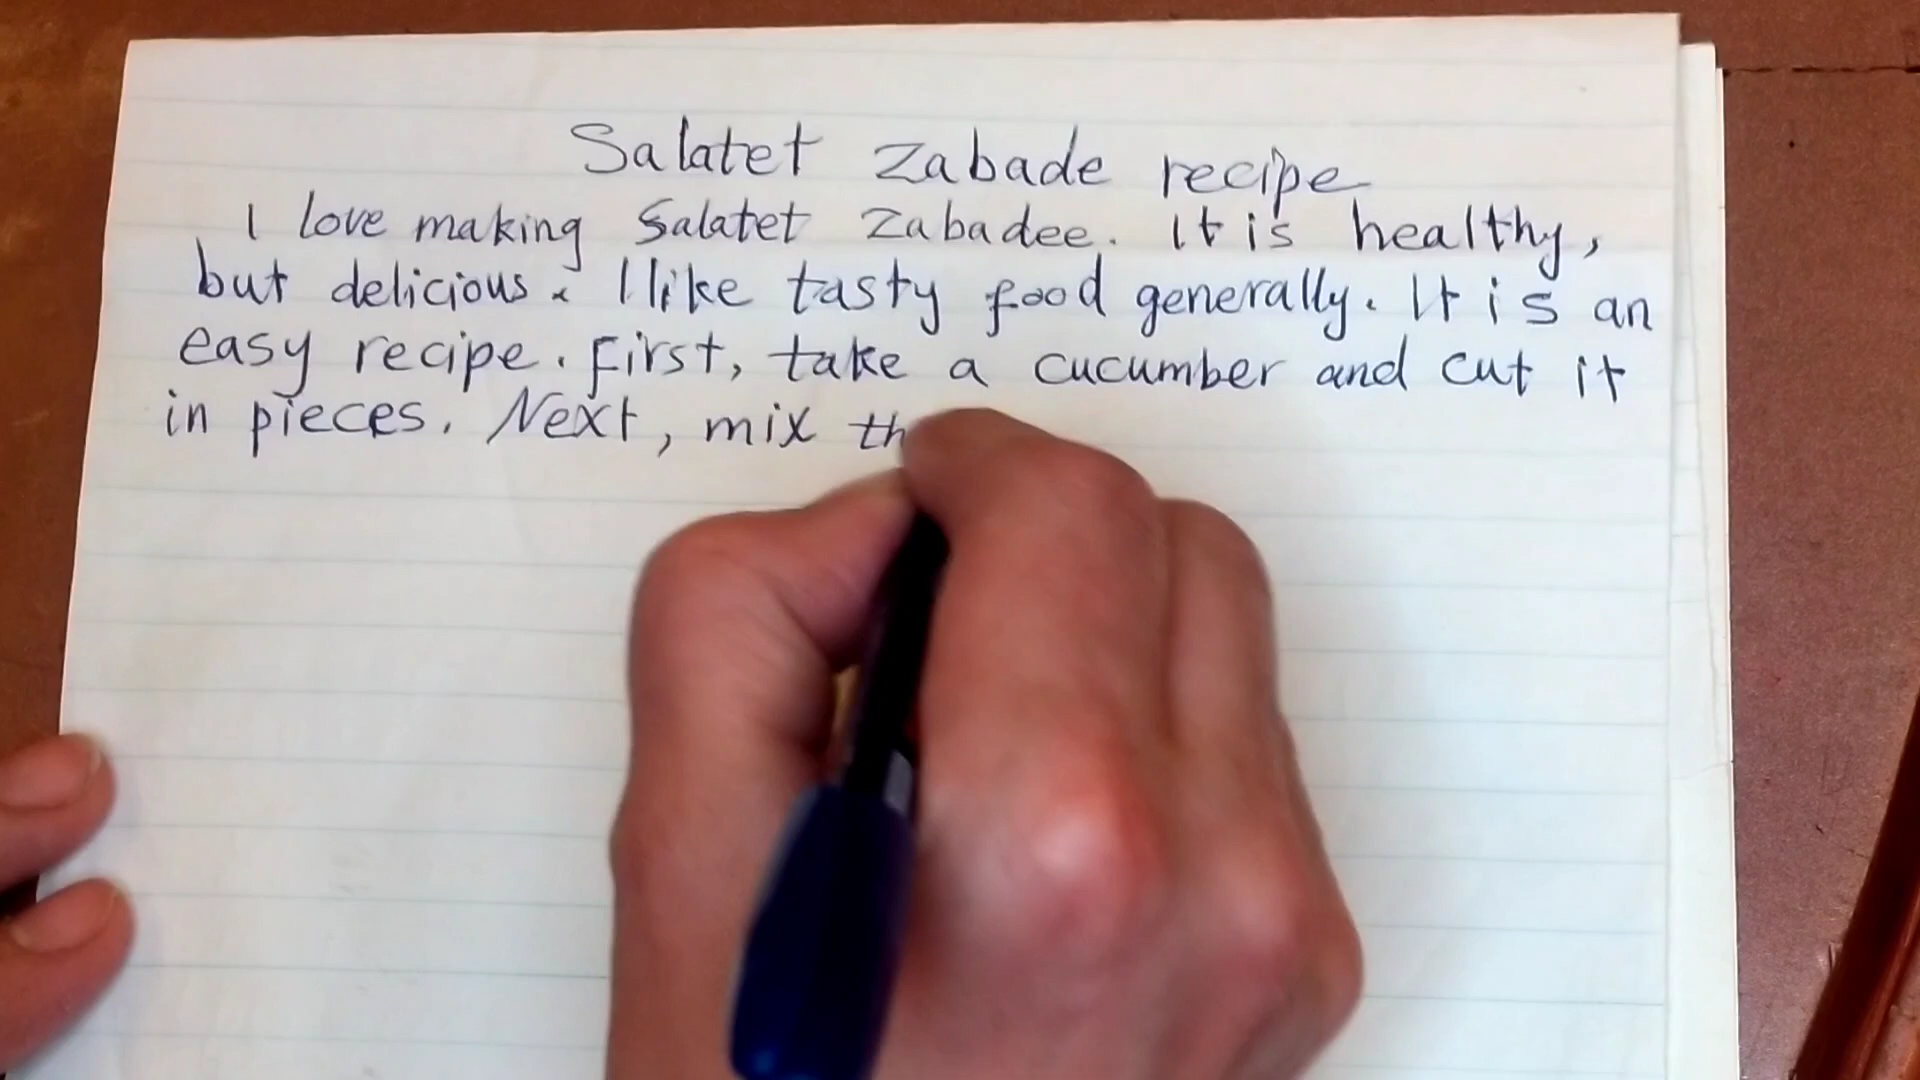 Salatet Zabade recipe
I love making Salatet Zabadee. It is healthy,
but delicious. I like tasty food generally. It is an
easy recipe. First, take a cucumber and cut it
in pieces. Next, mix th